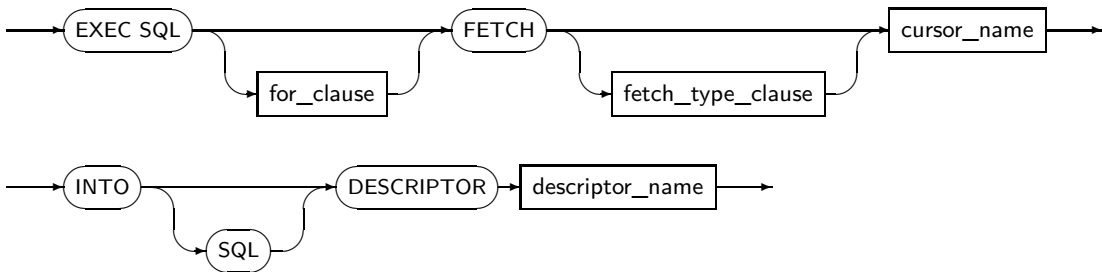 EXEC SQL FETCH cursor_name
for_clause fetch_type_clause
INTO DESCRIPTOR descriptor_name
SQL